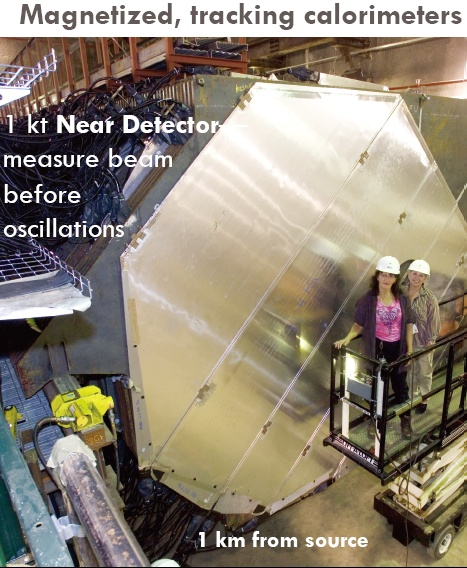 Magnetized, tracking calorimeters
1 kt Near Detector
measure beam
before
oscillations
1 km from source